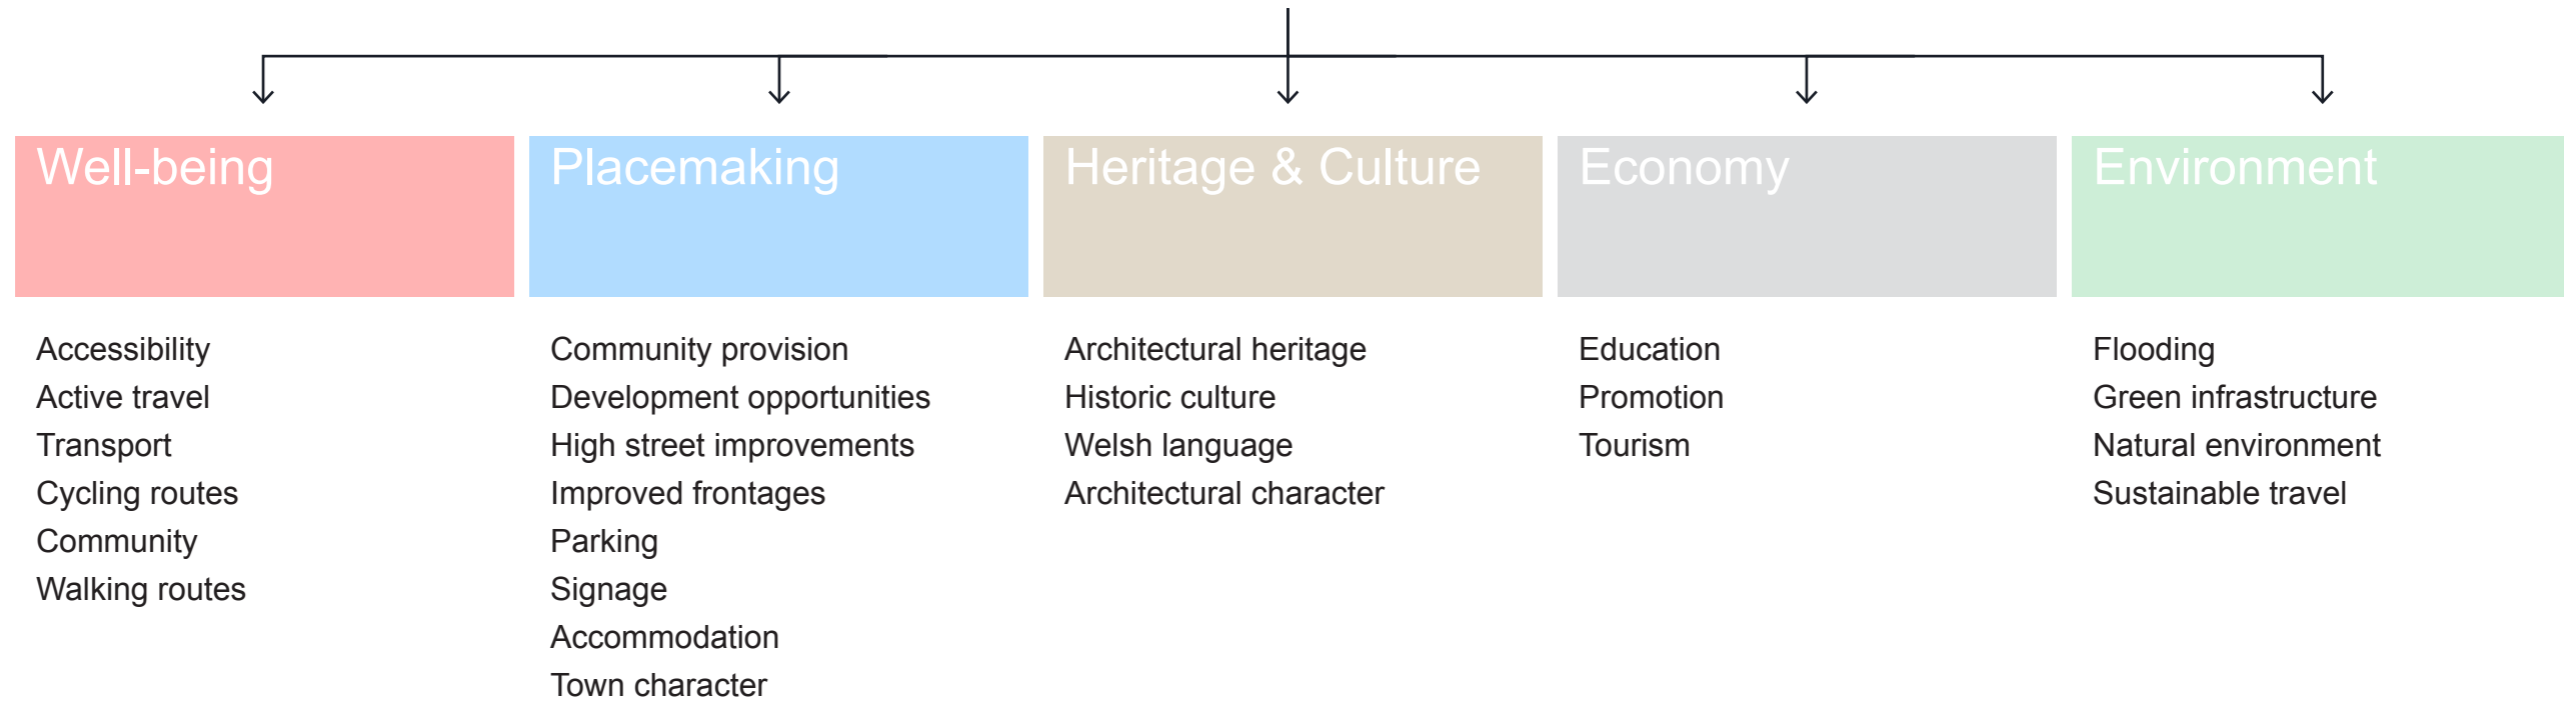 Well-being
Accessibility
Active travel
Transport
Cycling routes
Community
Walking routes
Placemaking
Community provision
Development opportunities
High street improvements
Improved frontages
Parking
Signage
Accommodation
Town character
Heritage & Culture
Architectural heritage
Historic culture
Welsh language
Architectural character
Economy
Education
Promotion
Tourism
Environment
Flooding
Green infrastructure
Natural environment
Sustainable travel